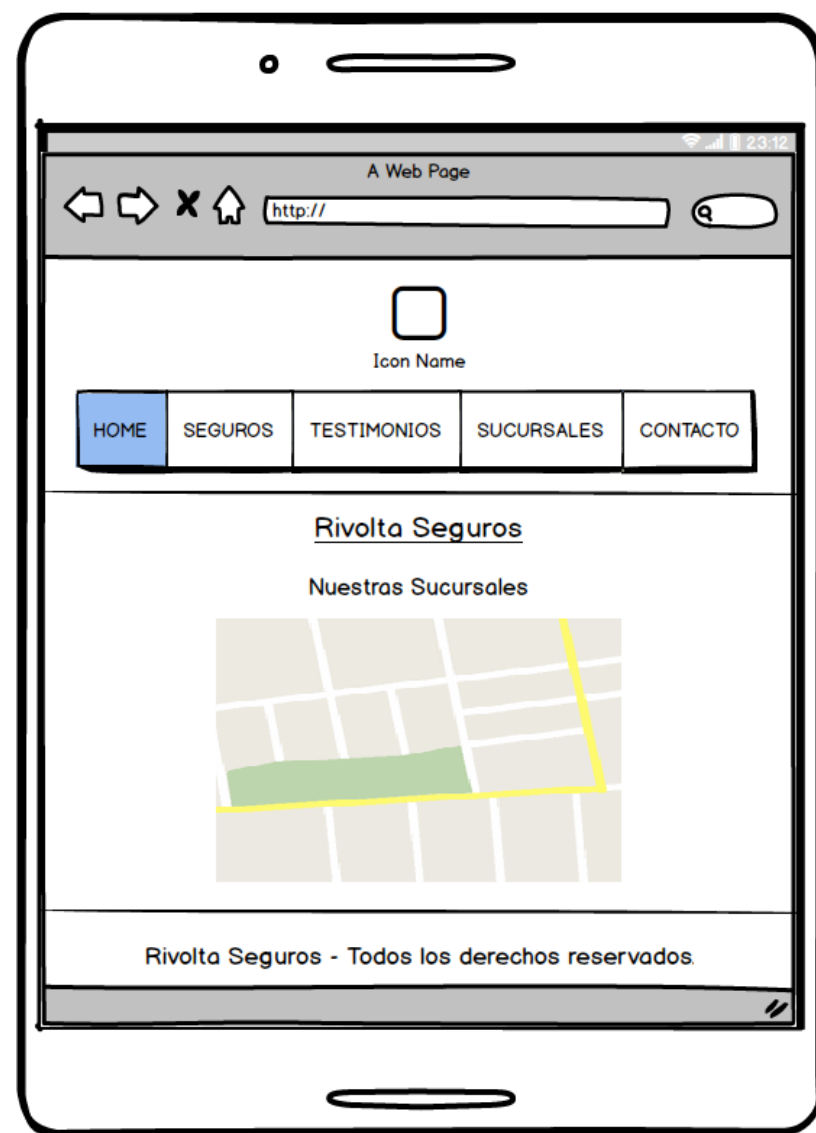 23:12
A Web Page
http://
Icon Name
HOME SEGUROS TESTIMONIOS SUCURSALES CONTACTO
Rivolta Seguros
Nuestras Sucursales
Rivolta Seguros - Todos los derechos reservados.